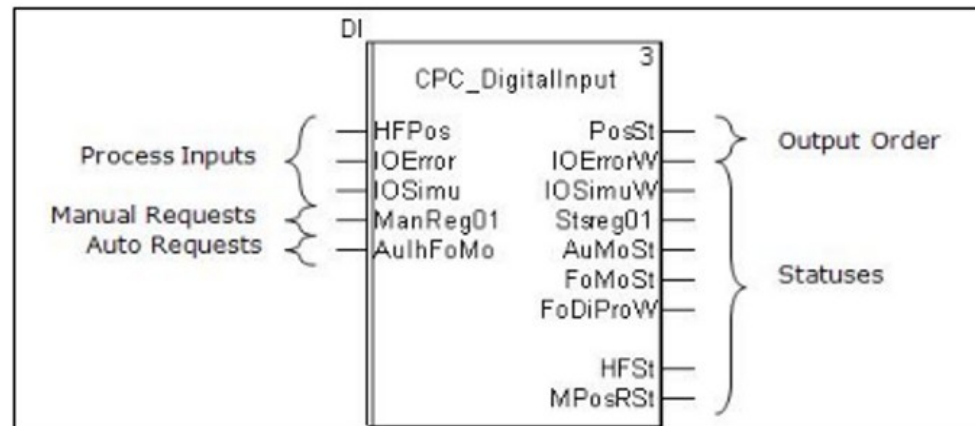 DI
3
CPC_DigitalInput
HFPos PosSt
Process Inputs IOError IOErrorW Output Order
IOSimu IOSimuW
Manual Requests ManReg01 Stsreg01
Auto Requests AuIhFoMo AuMoSt
FoMoSt Statuses
FoDiProW
HFSt
MPosRSt